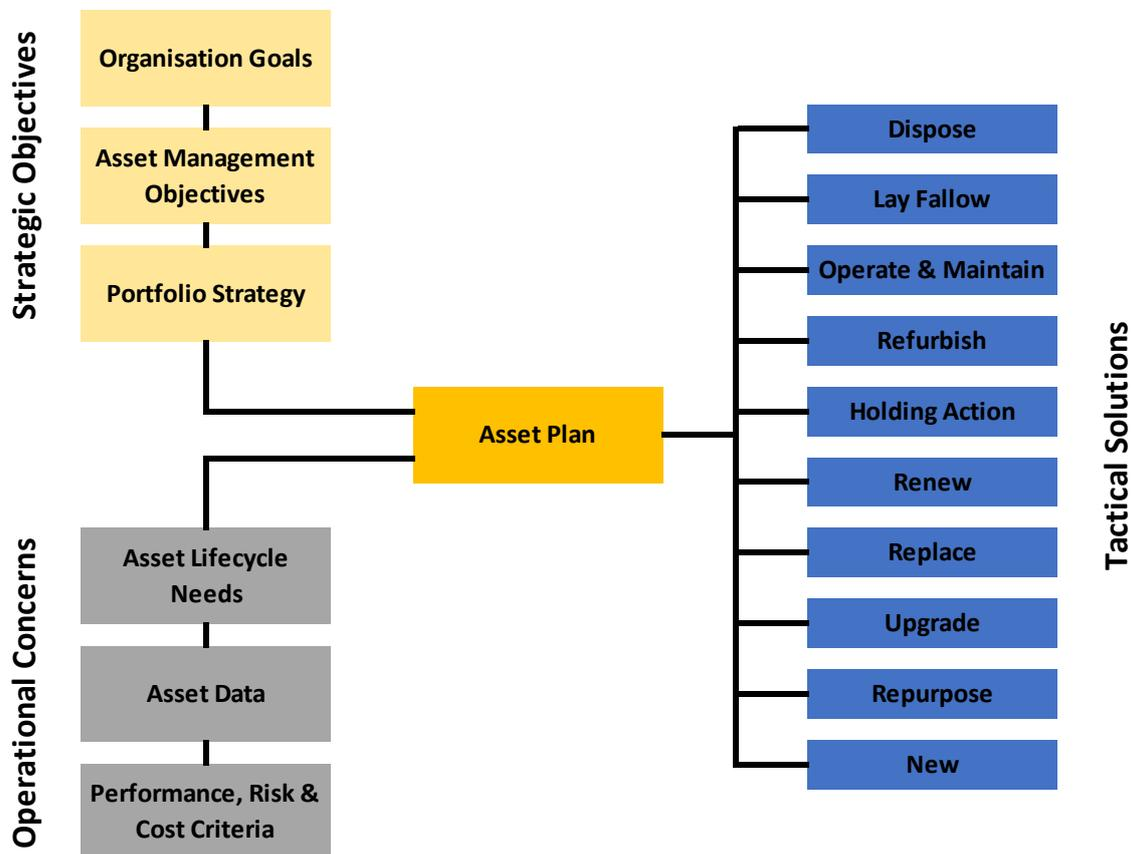 Strategic Objectives
Organisation Goals
Asset Management
Objectives
Portfolio Strategy
Operational Concerns
Asset Lifecycle
Needs
Asset Data
Performance, Risk &
Cost Criteria
Asset Plan
Dispose
Lay Fallow
Operate & Maintain
Refurbish
Holding Action
Renew
Replace
Upgrade
Repurpose
New
Tactical Solutions